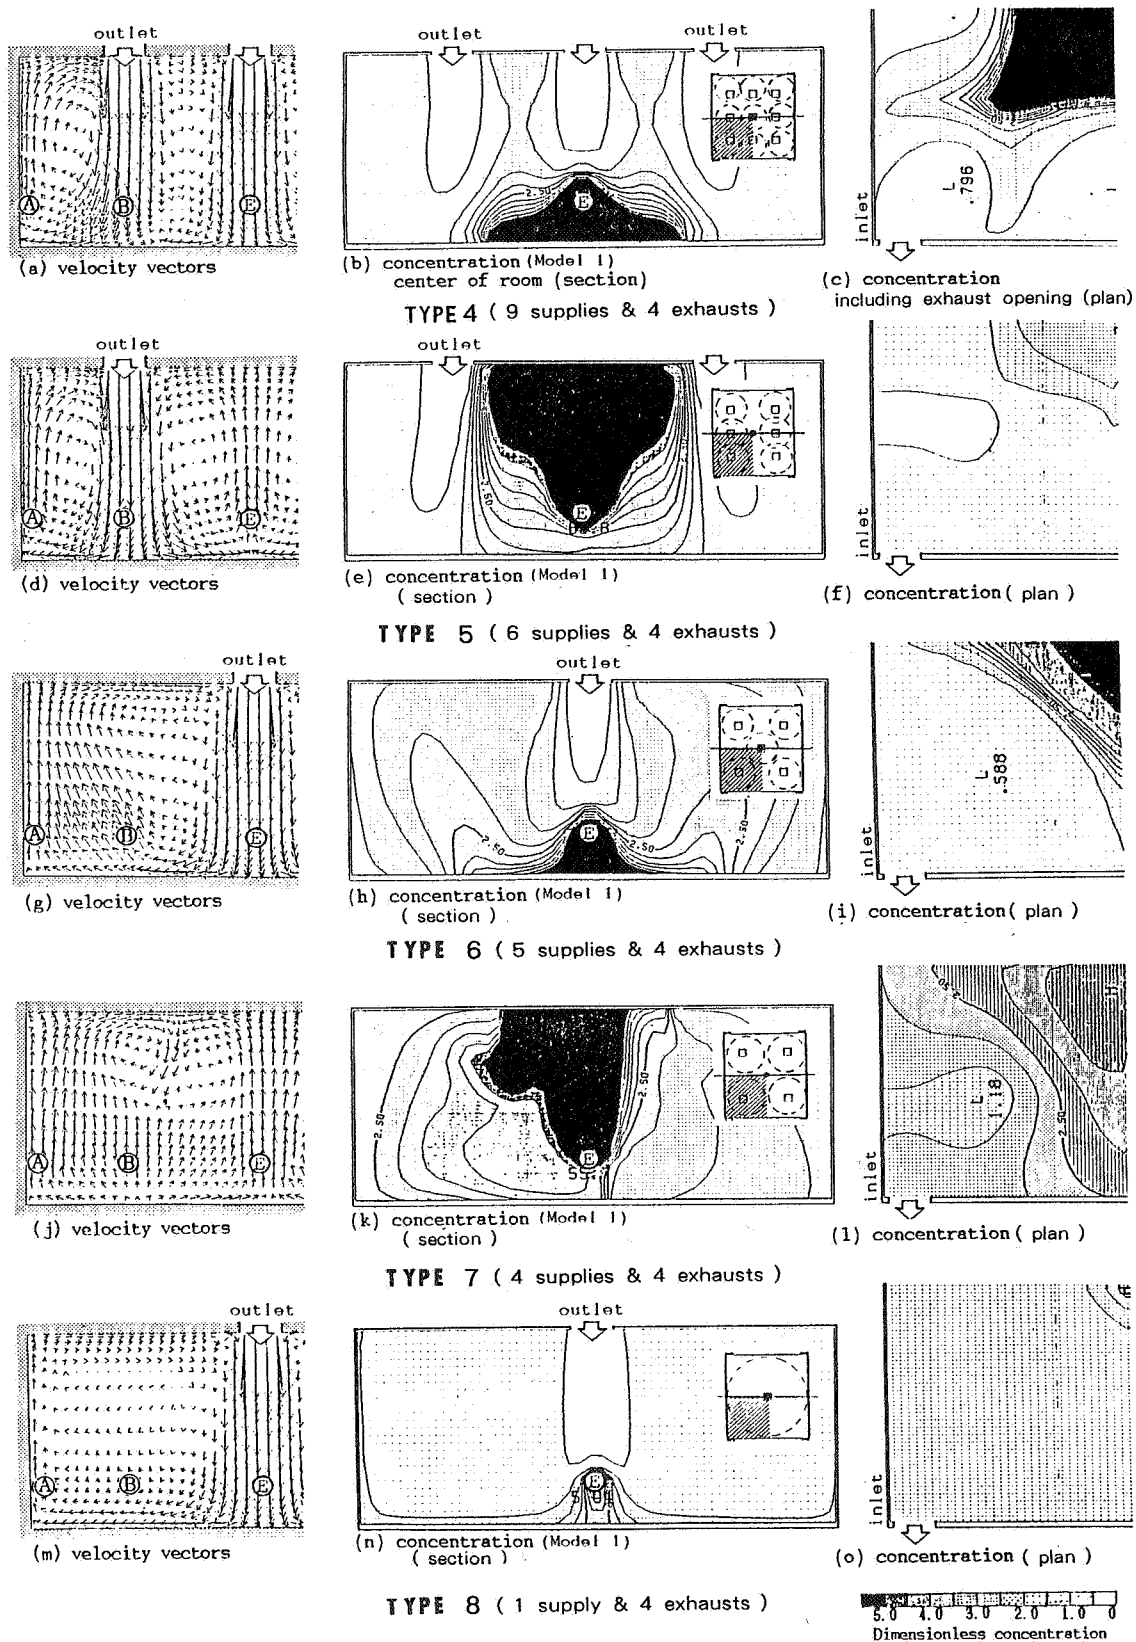 outlet
outlet
outlet
A
B
E
2.50
E
L
.796
inlet
(a) velocity vectors
(b) concentration (Model 1)
center of room (section)
(c) concentration
including exhaust opening (plan)
TYPE 4 ( 9 supplies & 4 exhausts )
outlet
outlet
A
B
E
2.50
E
inlet
(d) velocity vectors
(e) concentration (Model 1)
( section )
(f) concentration ( plan )
TYPE 5 ( 6 supplies & 4 exhausts )
outlet
outlet
A
B
E
2.50
E
2.50
2.50
L
.588
inlet
(g) velocity vectors
(h) concentration (Model 1)
( section )
(i) concentration ( plan )
TYPE 6 ( 5 supplies & 4 exhausts )
A
B
E
2.50
E
2.50
2.50
H
L
1.18
2.50
inlet
(j) velocity vectors
(k) concentration (Model 1)
( section )
(l) concentration ( plan )
TYPE 7 ( 4 supplies & 4 exhausts )
outlet
outlet
A
B
E
E
inlet
(m) velocity vectors
(n) concentration (Model 1)
( section )
(o) concentration ( plan )
TYPE 8 ( 1 supply & 4 exhausts )
5.0 4.0 3.0 2.0 1.0 0
Dimensionless concentration